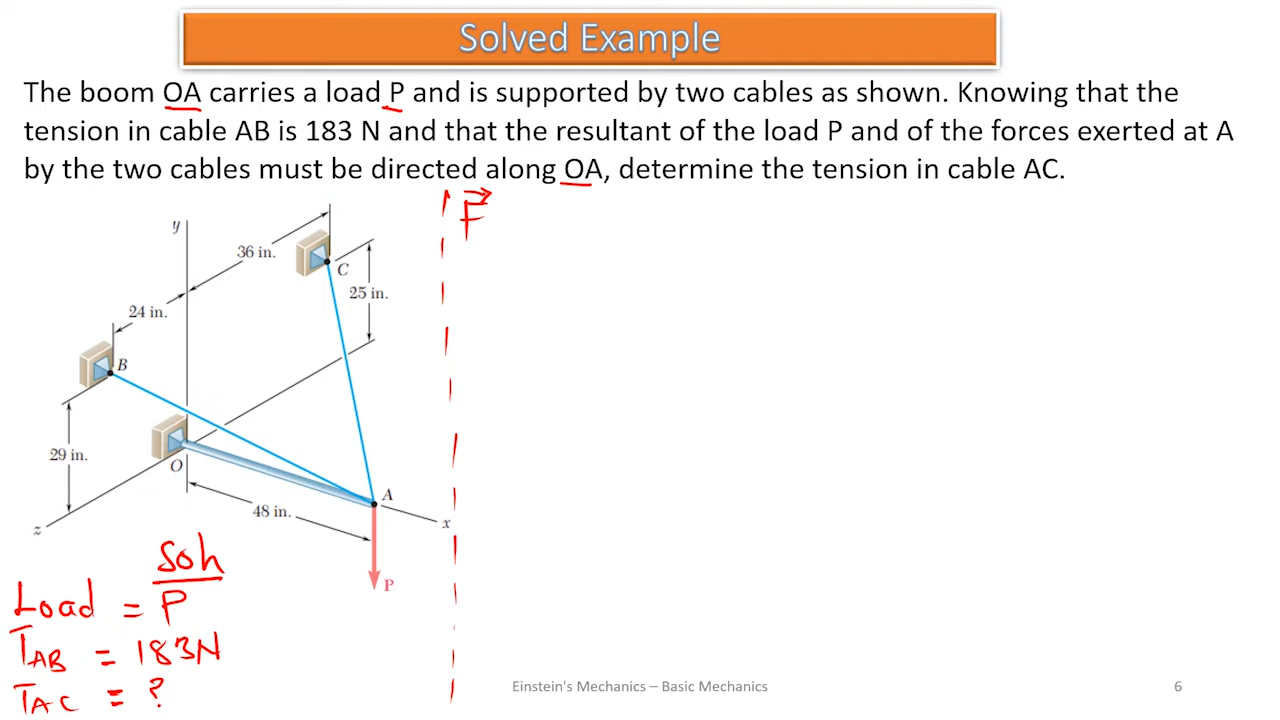 Solved Example
The boom OA carries a load P and is supported by two cables as shown. Knowing that the
tension in cable AB is 183 N and that the resultant of the load P and of the forces exerted at A
by the two cables must be directed along OA, determine the tension in cable AC.
F
y
36 in.
C
25 in.
24 in.
B
29 in.
O
A
48 in.
x
z
P
Soln
Load = P
TAB = 183N
TAC = ?
Einstein's Mechanics – Basic Mechanics
6